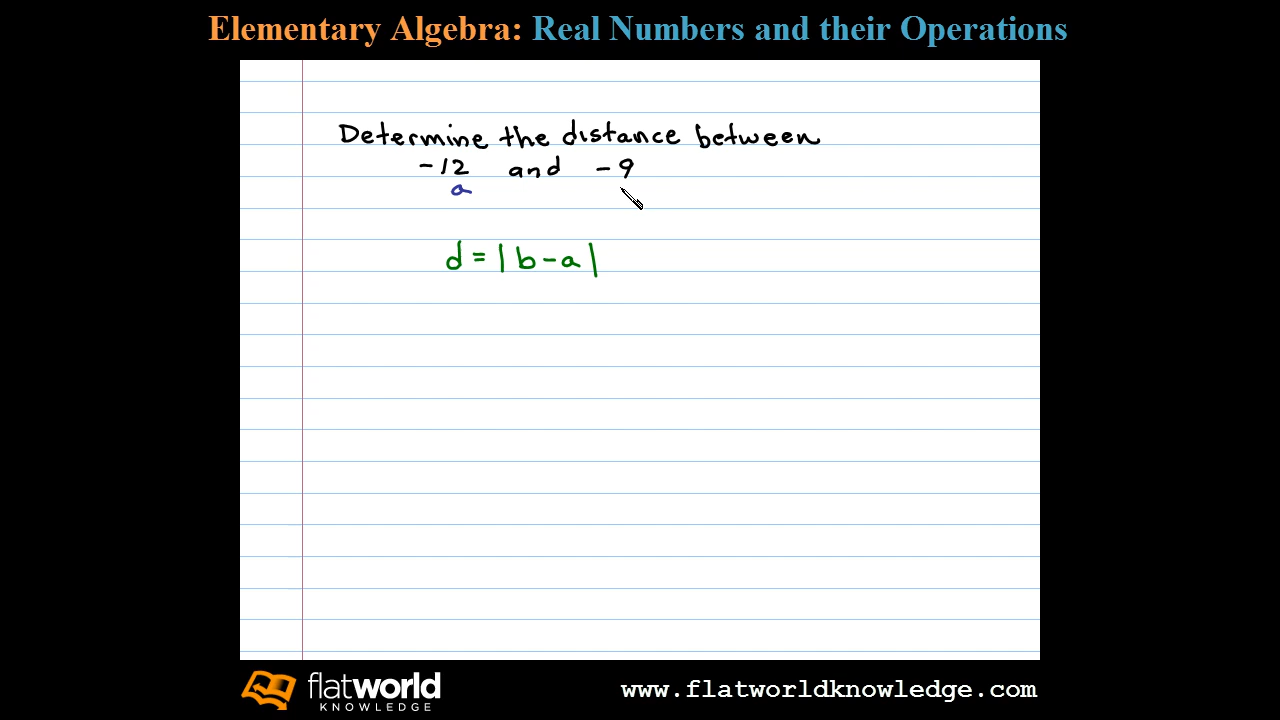 Elementary Algebra: Real Numbers and their Operations
Determine the distance between
-12 and -9
a
d = | b - a |
flatworld
KNOWLEDGE
www.flatworldknowledge.com